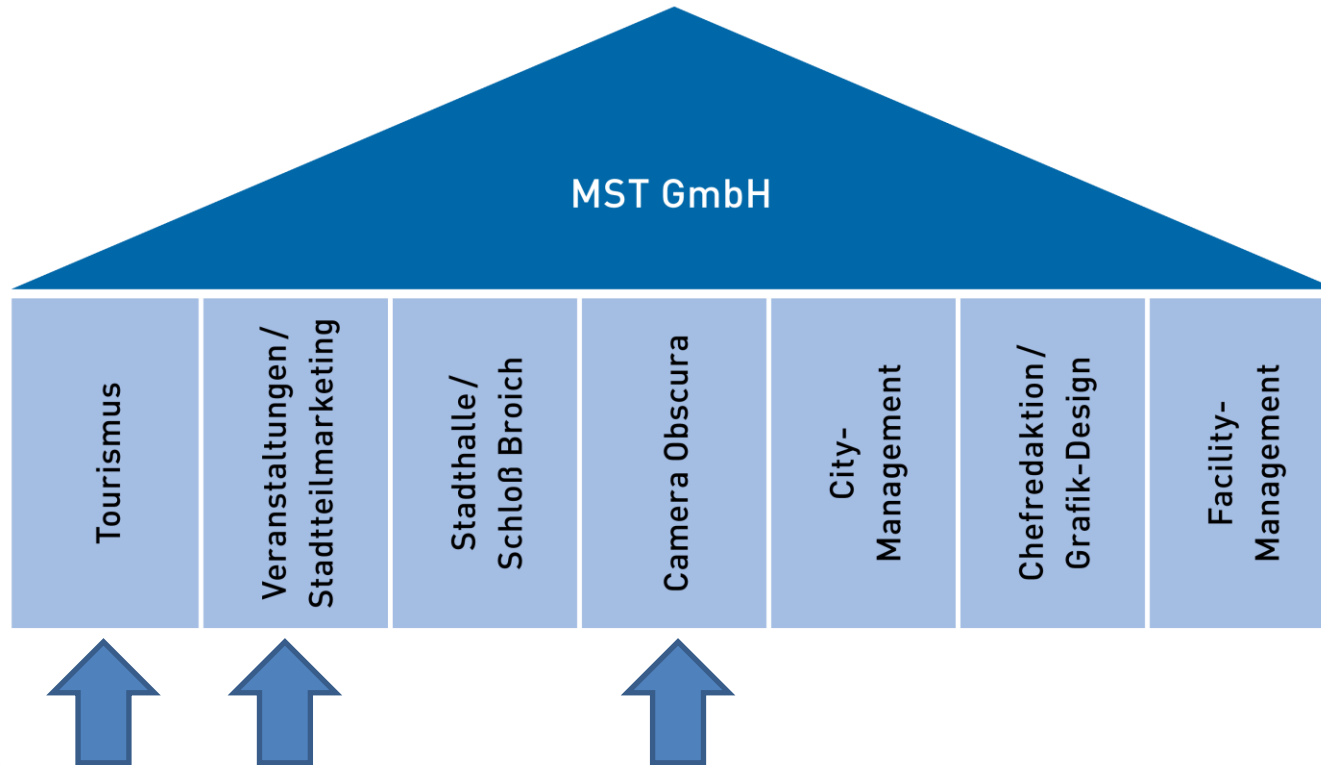 MST GmbH
Tourismus
Veranstaltungen/
Stadtteilmarketing
Stadthalle/
Schloß Broich
Camera Obscura
City-
Management
Chefredaktion/
Grafik-Design
Facility-
Management